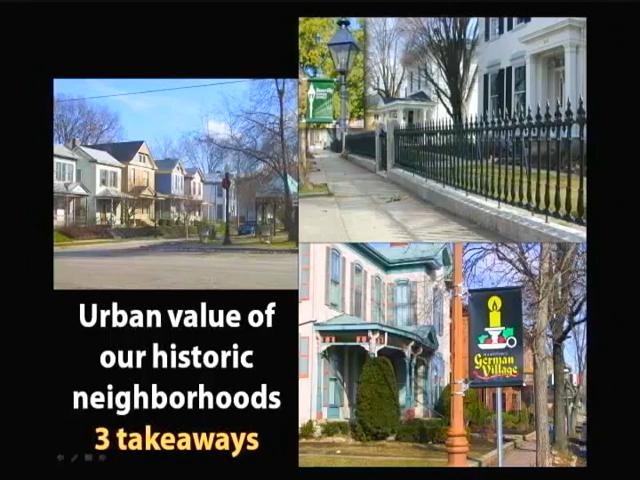 Urban value of
our historic
neighborhoods
3 takeaways
German
Village